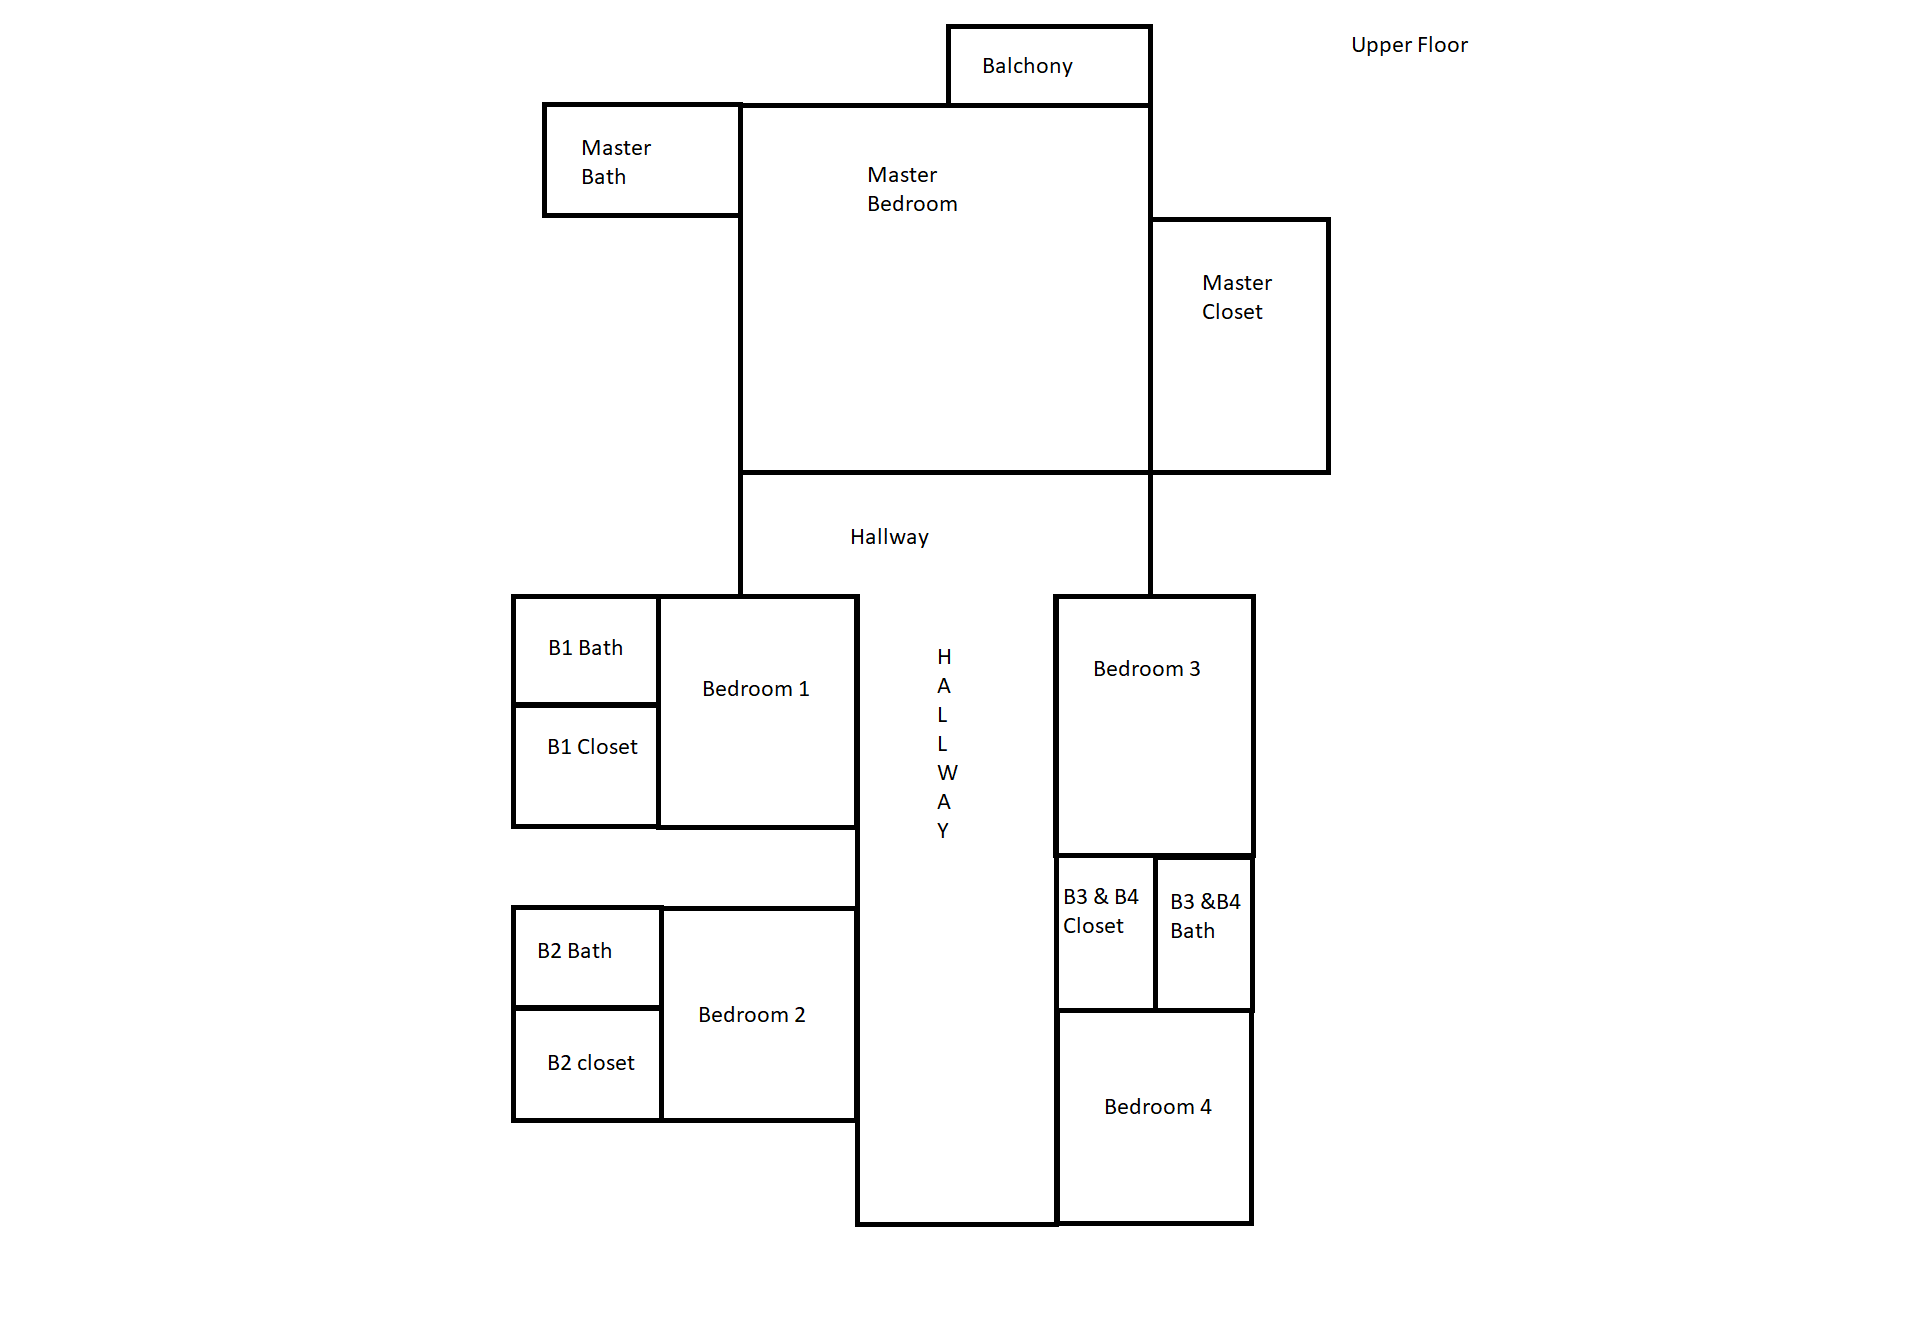 Upper Floor
Balchony
Master
Bath
Master
Bedroom
Master
Closet
Hallway
B1 Bath
Bedroom 1
B1 Closet
H
A
L
L
W
A
Y
Bedroom 3
B3 & B4
Closet
B3 &B4
Bath
B2 Bath
Bedroom 2
B2 closet
Bedroom 4